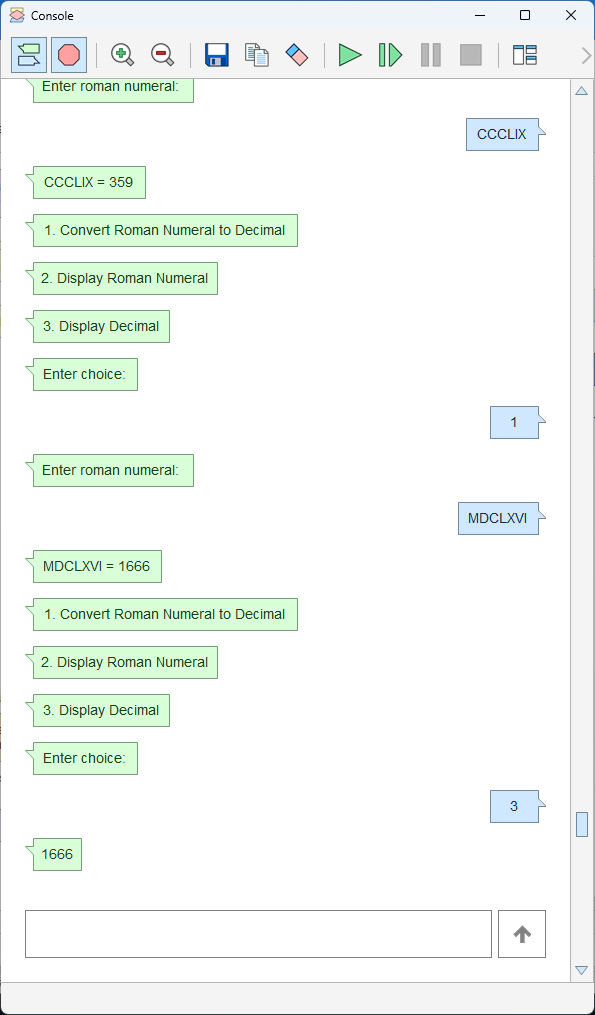 Console
Enter roman numeral:
CCCLIX
CCCLIX = 359
1. Convert Roman Numeral to Decimal
2. Display Roman Numeral
3. Display Decimal
Enter choice:
1
Enter roman numeral:
MDCLXVI
MDCLXVI = 1666
1. Convert Roman Numeral to Decimal
2. Display Roman Numeral
3. Display Decimal
Enter choice:
3
1666